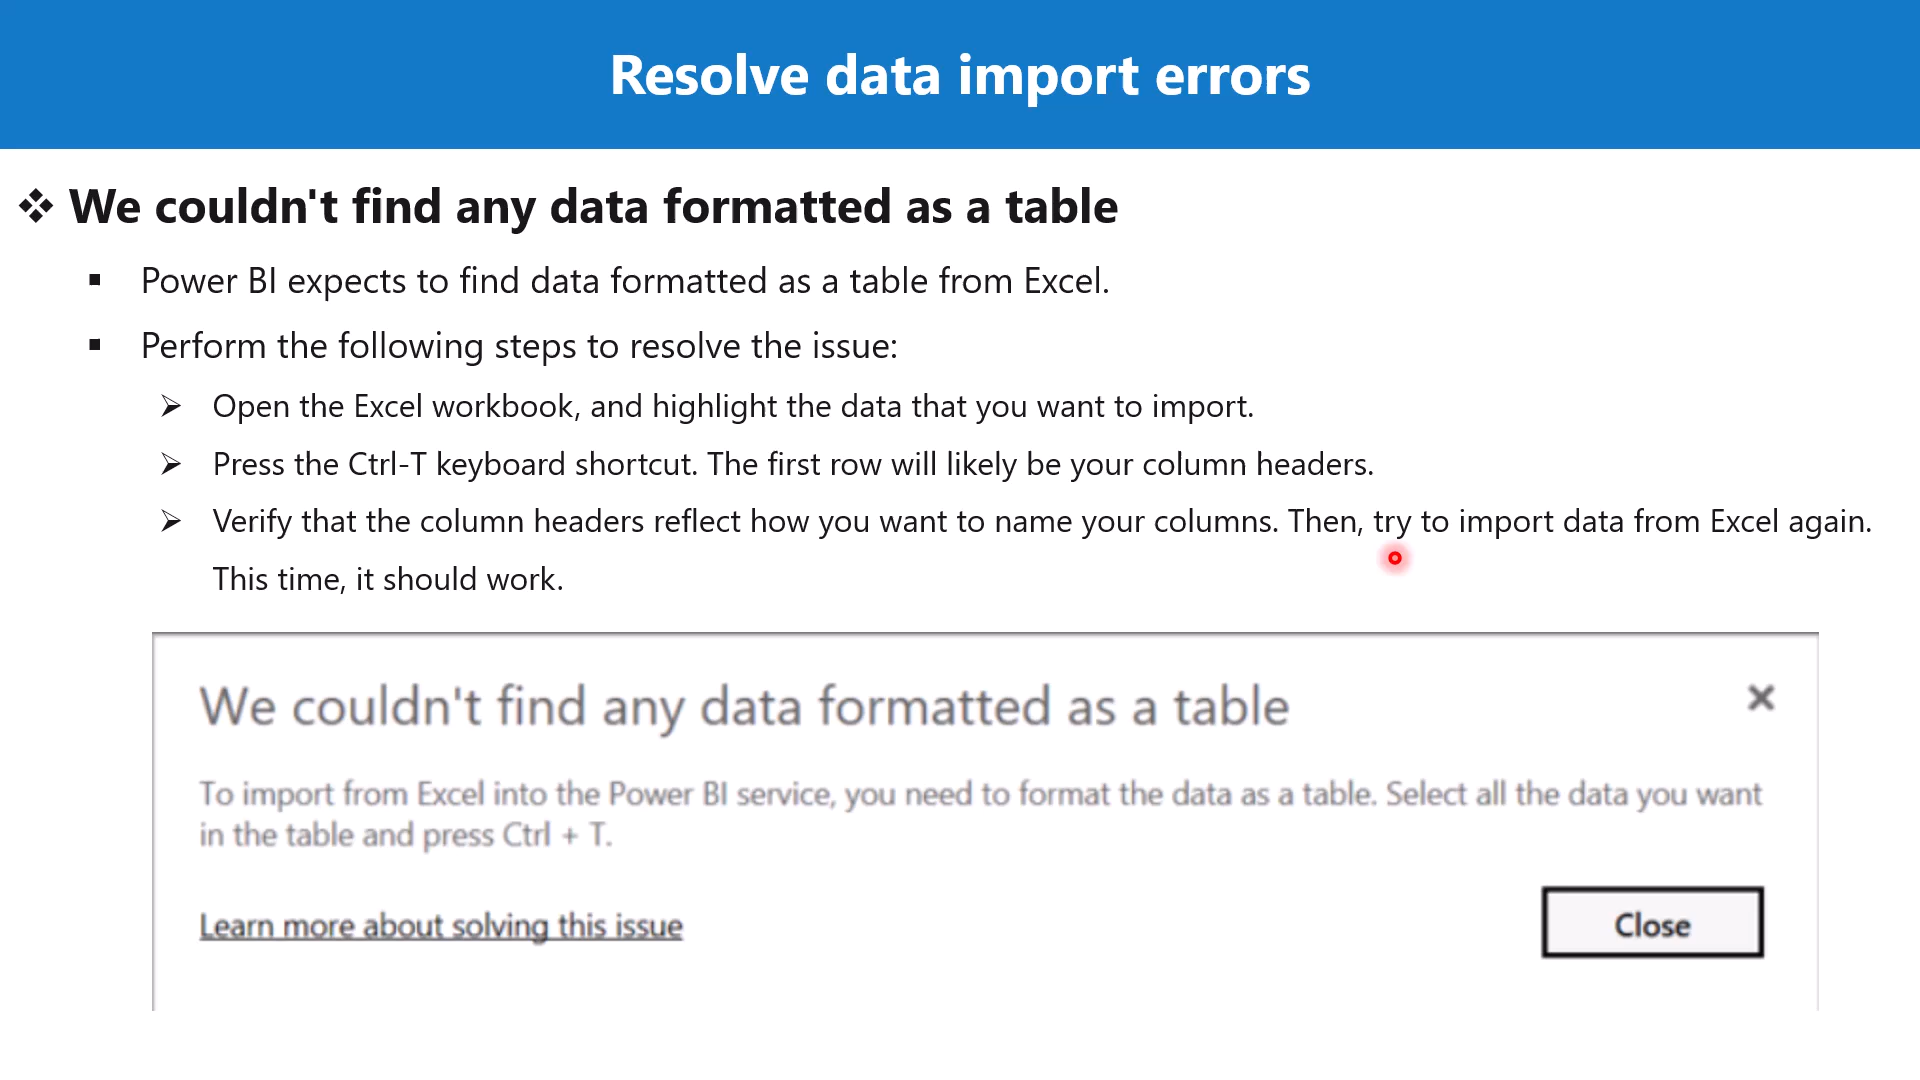 Resolve data import errors
We couldn't find any data formatted as a table
Power BI expects to find data formatted as a table from Excel.
Perform the following steps to resolve the issue:
Open the Excel workbook, and highlight the data that you want to import.
Press the Ctrl-T keyboard shortcut. The first row will likely be your column headers.
Verify that the column headers reflect how you want to name your columns. Then, try to import data from Excel again.
This time, it should work.
We couldn't find any data formatted as a table
To import from Excel into the Power BI service, you need to format the data as a table. Select all the data you want
in the table and press Ctrl + T.
Learn more about solving this issue
Close